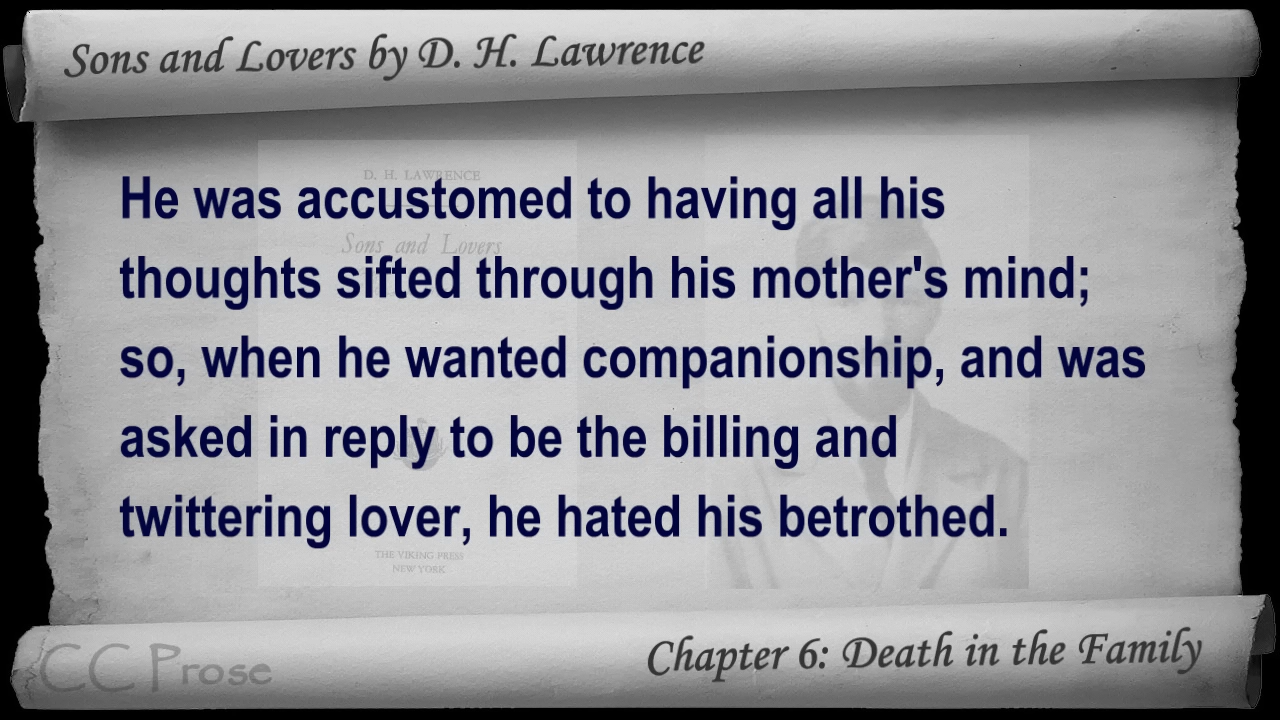 Sons and Lovers by D. H. Lawrence
D. H. LAWRENCE
He was accustomed to having all his
Sons and Lovers
thoughts sifted through his mother's mind;
so, when he wanted companionship, and was
asked in reply to be the billing and
twittering lover, he hated his betrothed.
THE VIKING PRESS
NEW YORK
Chapter 6: Death in the Family
CC Prose